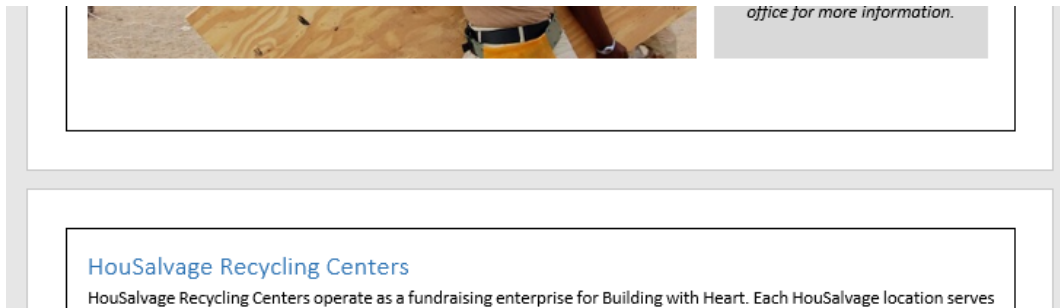 office for more information.
HouSalvage Recycling Centers
HouSalvage Recycling Centers operate as a fundraising enterprise for Building with Heart. Each HouSalvage location serves